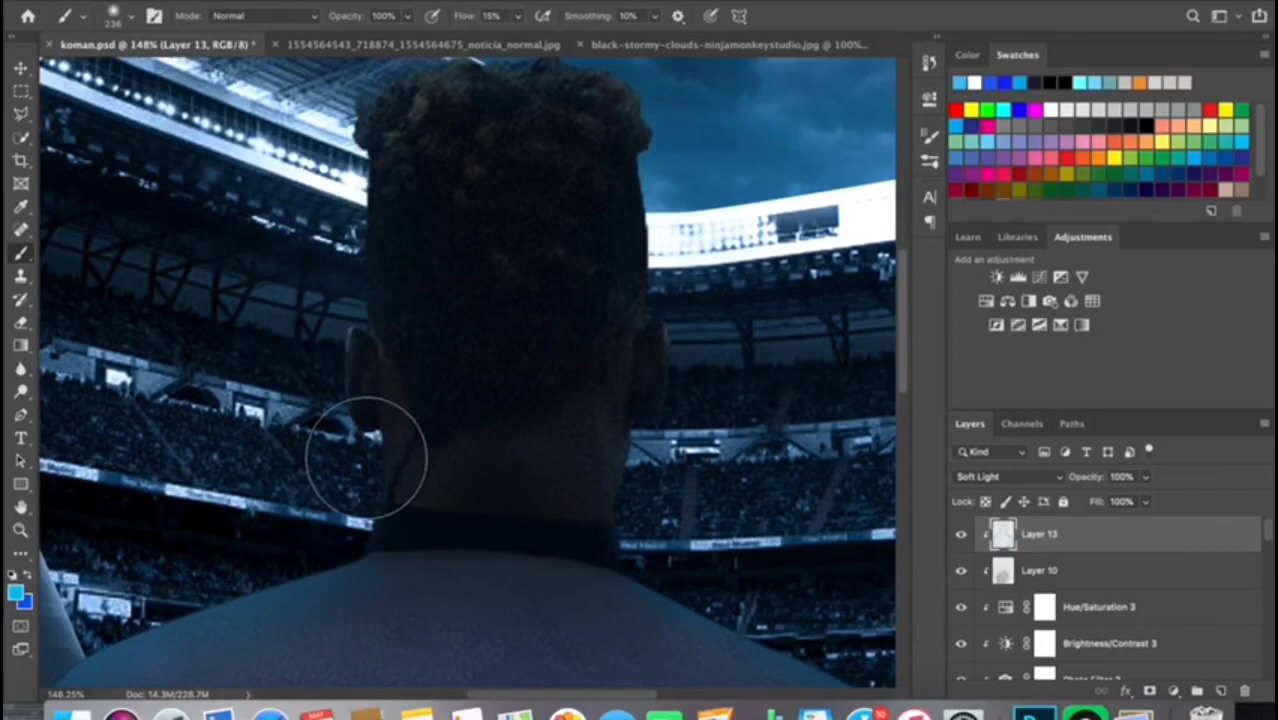 Mode: Normal Opacity: 100% Flow: 15% Smoothing: 10%
236
koman.psd @ 148% (Layer 13, RGB/8) *
1554564543_718874_1554564675_noticia_normal.jpg
black-stormy-clouds-ninjamonkeystudio.jpg @ 100%...
Color Swatches
Learn Libraries Adjustments
Add an adjustment
Layers Channels Paths
Kind
Soft Light Opacity: 100%
Lock: Fill: 100%
Layer 13
Layer 10
Hue/Saturation 3
Brightness/Contrast 3
148.25% Doc: 14.3M/228.7M
MAY
10